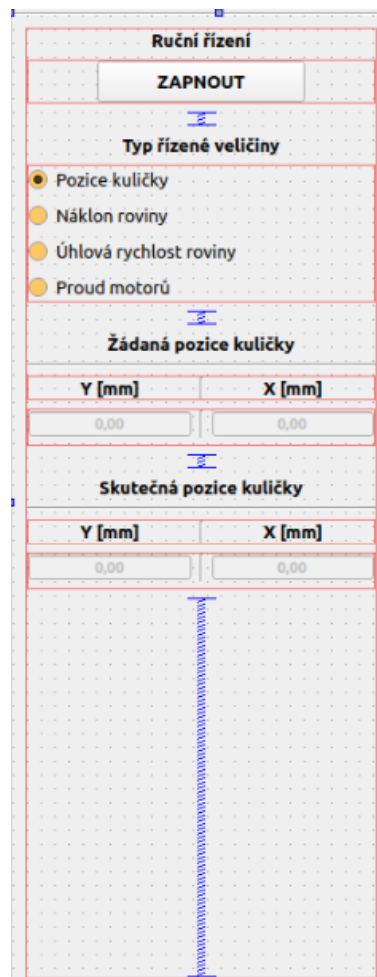 Ruční řízení
ZAPNOUT
Typ řízené veličiny
Pozice kuličky
Náklon roviny
Úhlová rychlost roviny
Proud motorů
Žádaná pozice kuličky
Y [mm] X [mm]
0,00 0,00
Skutečná pozice kuličky
Y [mm] X [mm]
0,00 0,00